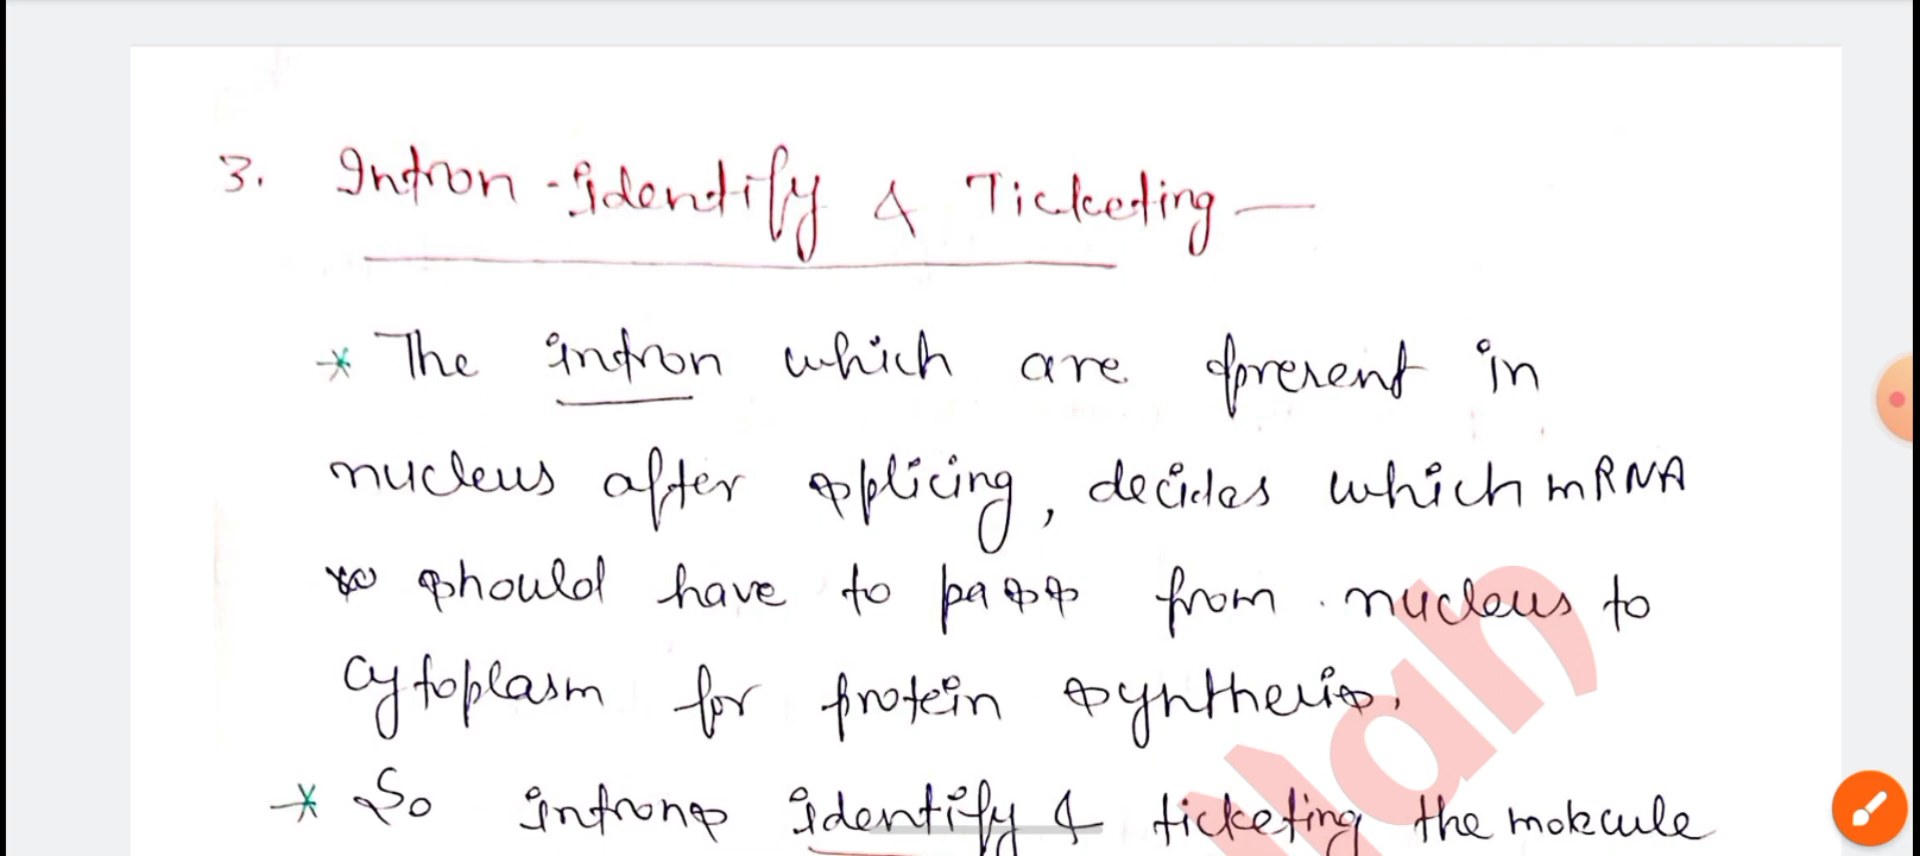 3. Intron - Identify & Ticketing —
* The intron which are present in
nucleus after splicing, decides which mRNA
should have to pass from nucleus to
cytoplasm for protein synthesis.
* So introns identify & ticketing the molecule